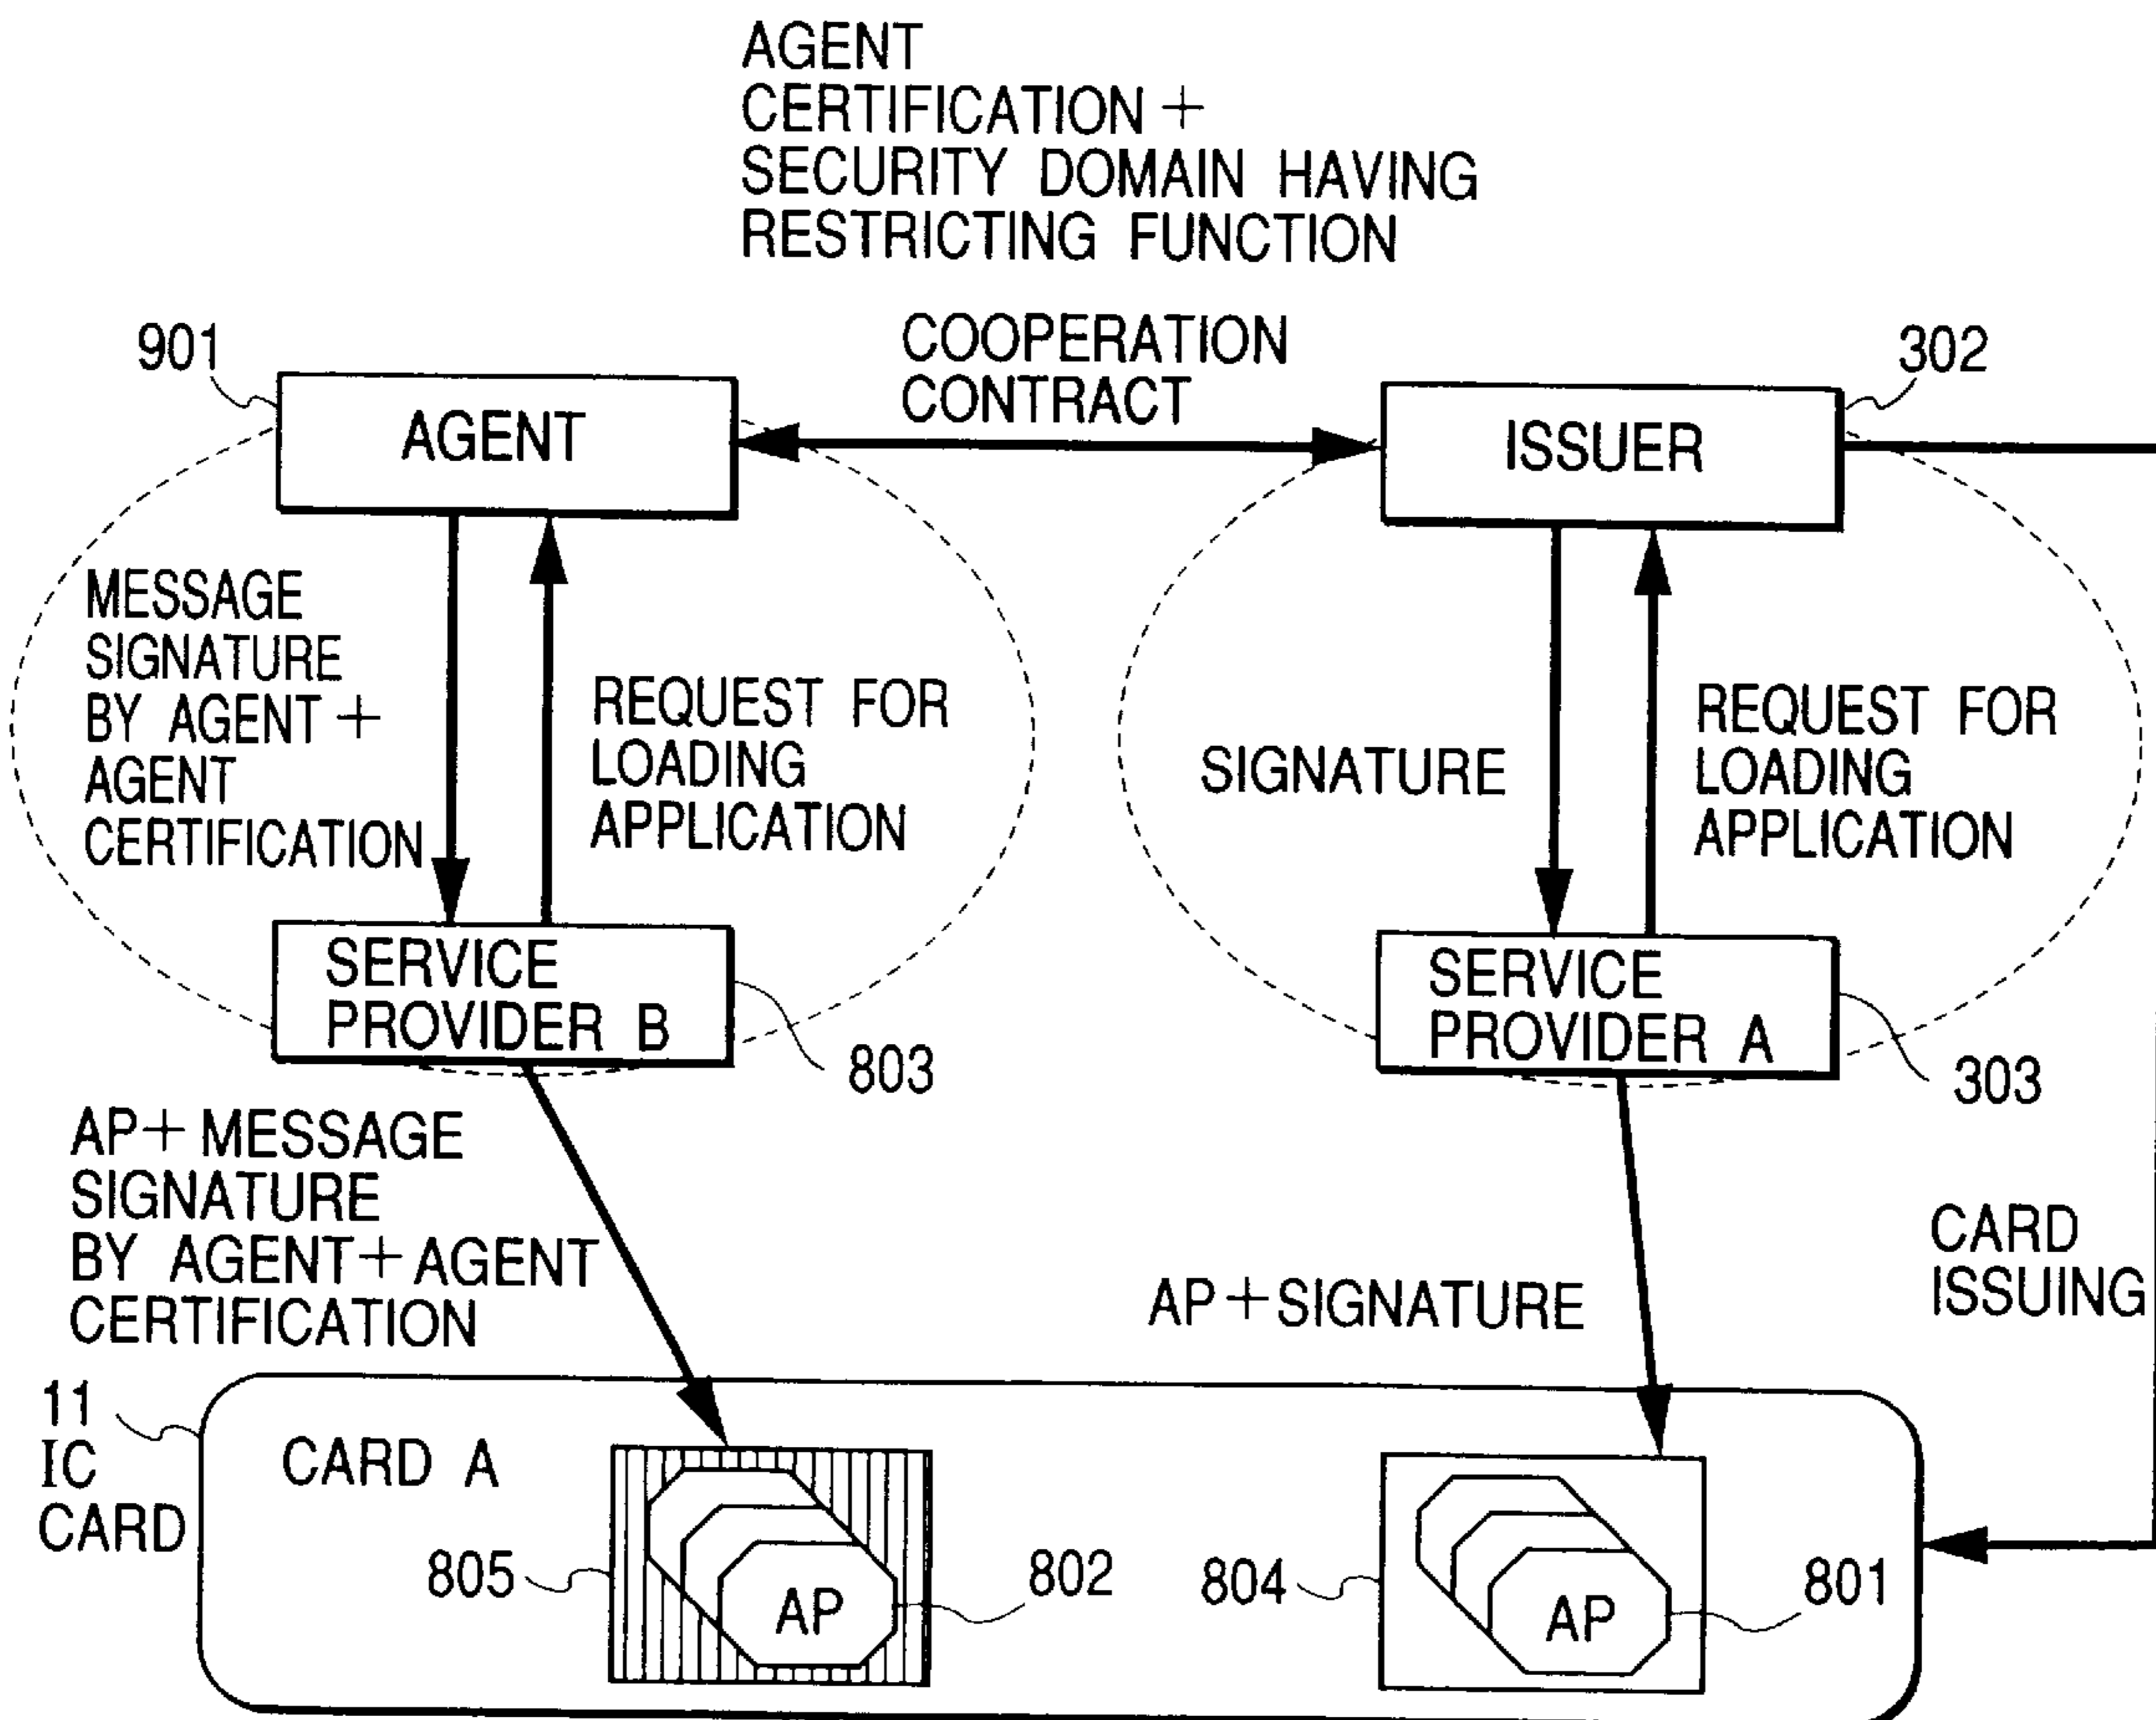 AGENT
CERTIFICATION +
SECURITY DOMAIN HAVING
RESTRICTING FUNCTION
901
COOPERATION
CONTRACT
302
AGENT
ISSUER
MESSAGE
SIGNATURE
BY AGENT +
AGENT
CERTIFICATION
REQUEST FOR
LOADING
APPLICATION
SIGNATURE
REQUEST FOR
LOADING
APPLICATION
SERVICE
PROVIDER B
803
SERVICE
PROVIDER A
303
AP+MESSAGE
SIGNATURE
BY AGENT+AGENT
CERTIFICATION
AP+SIGNATURE
CARD
ISSUING
11
IC
CARD
CARD A
805
AP
802
804
AP
801